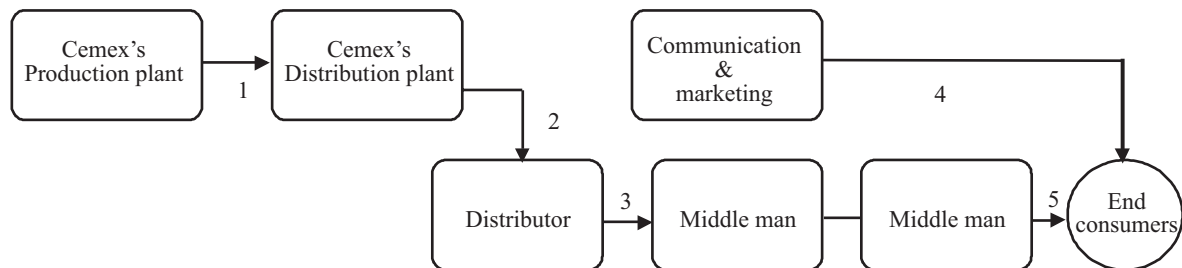 Cemex’s
Production plant
1
Cemex’s
Distribution plant
2
Communication
&
marketing
4
Distributor
3
Middle man
Middle man
5
End
consumers